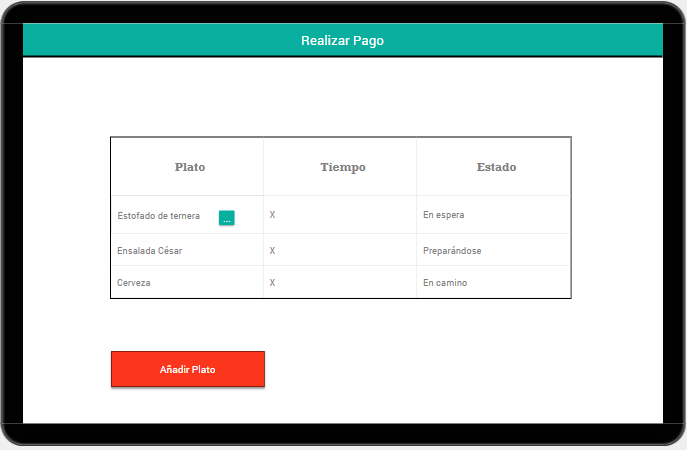 Realizar Pago
Plato Tiempo Estado
Estofado de ternera ... X En espera
Ensalada César X Preparándose
Cerveza X En camino
Añadir Plato